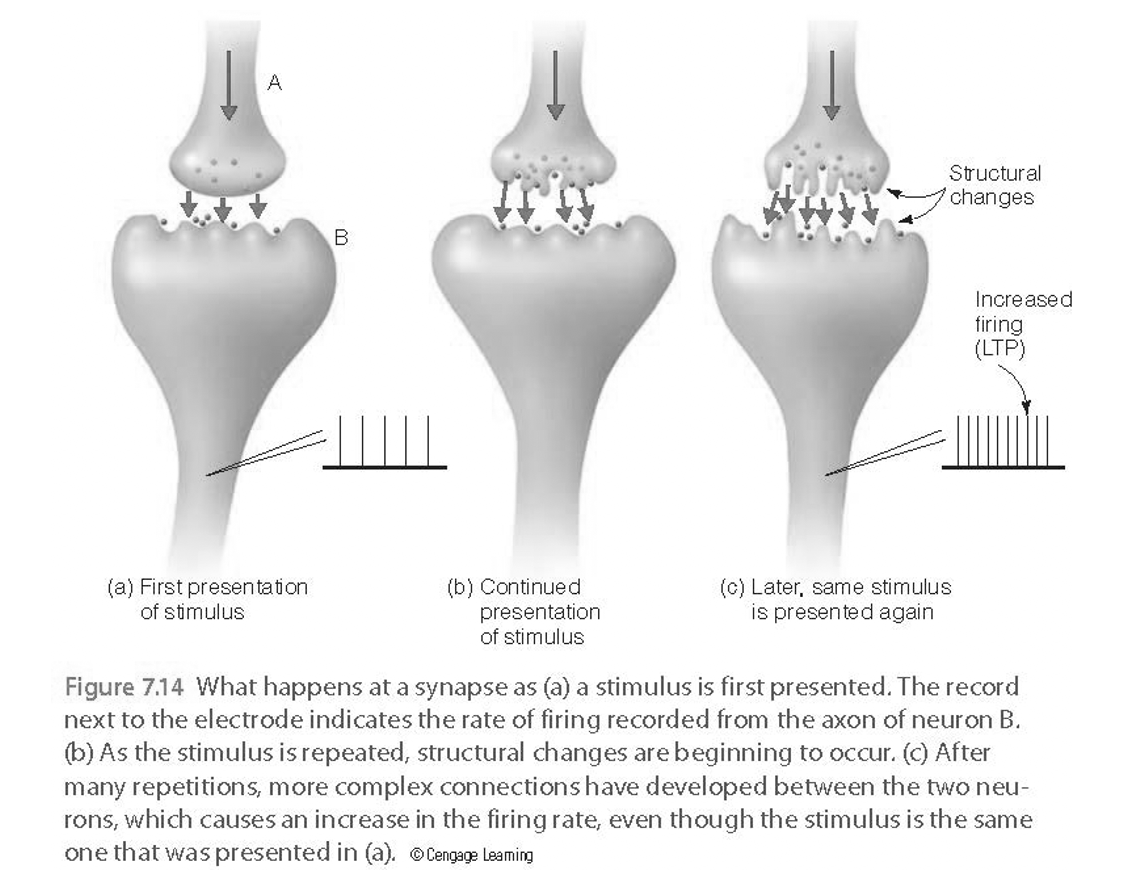 A
B
Structural
changes
Increased
firing
(LTP)
(a) First presentation
of stimulus
(b) Continued
presentation
of stimulus
(c) Later, same stimulus
is presented again
Figure 7.14 What happens at a synapse as (a) a stimulus is first presented. The record
next to the electrode indicates the rate of firing recorded from the axon of neuron B.
(b) As the stimulus is repeated, structural changes are beginning to occur. (c) After
many repetitions, more complex connections have developed between the two neu-
rons, which causes an increase in the firing rate, even though the stimulus is the same
one that was presented in (a). © Cengage Learning